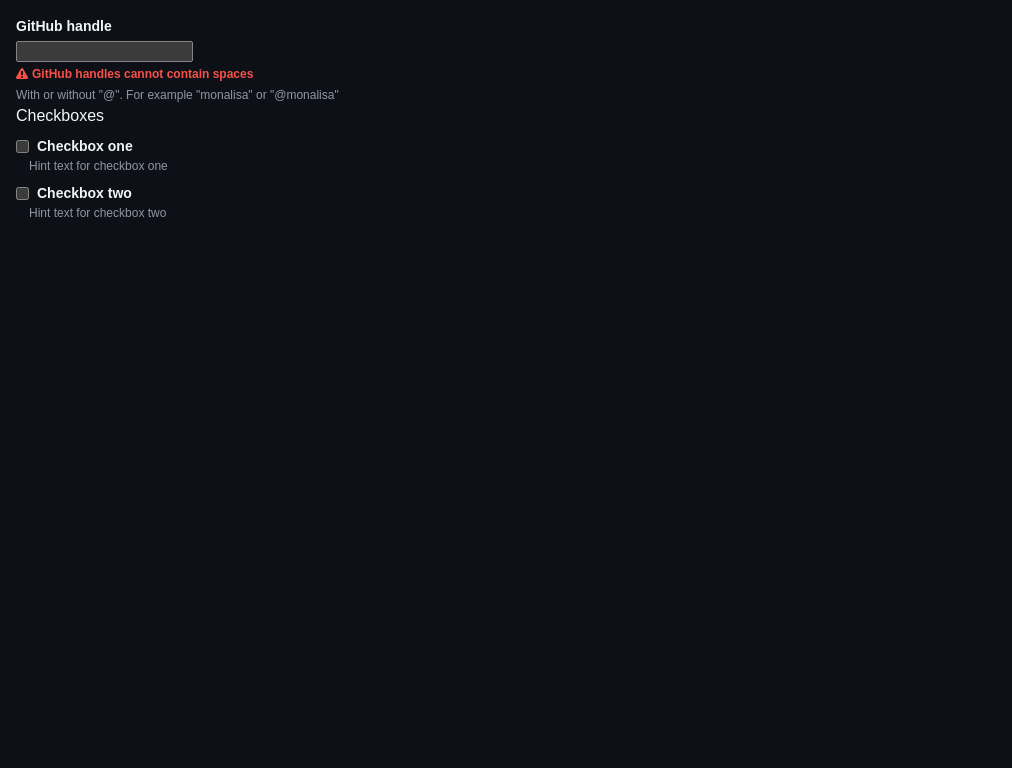 GitHub handle
GitHub handles cannot contain spaces
With or without "@". For example "monalisa" or "@monalisa"
Checkboxes
Checkbox one
Hint text for checkbox one
Checkbox two
Hint text for checkbox two